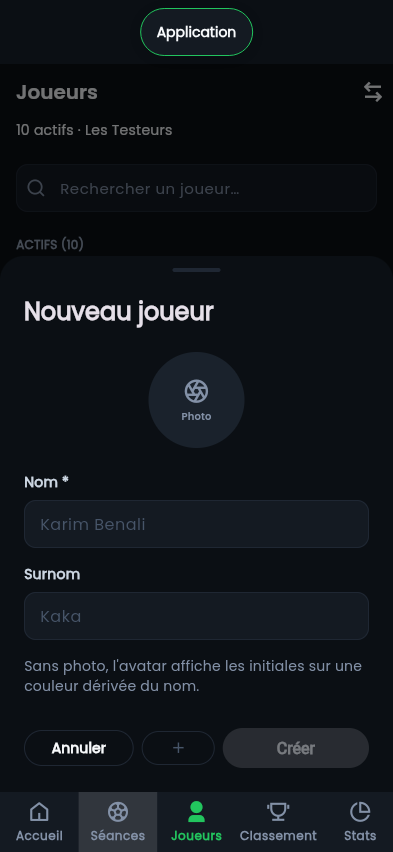 Application
Joueurs
10 actifs · Les Testeurs
Rechercher un joueur…
ACTIFS (10)
Nouveau joueur
Photo
Nom *
Karim Benali
Surnom
Kaka
Sans photo, l'avatar affiche les initiales sur une
couleur dérivée du nom.
Annuler + Créer
Accueil Séances Joueurs Classement Stats